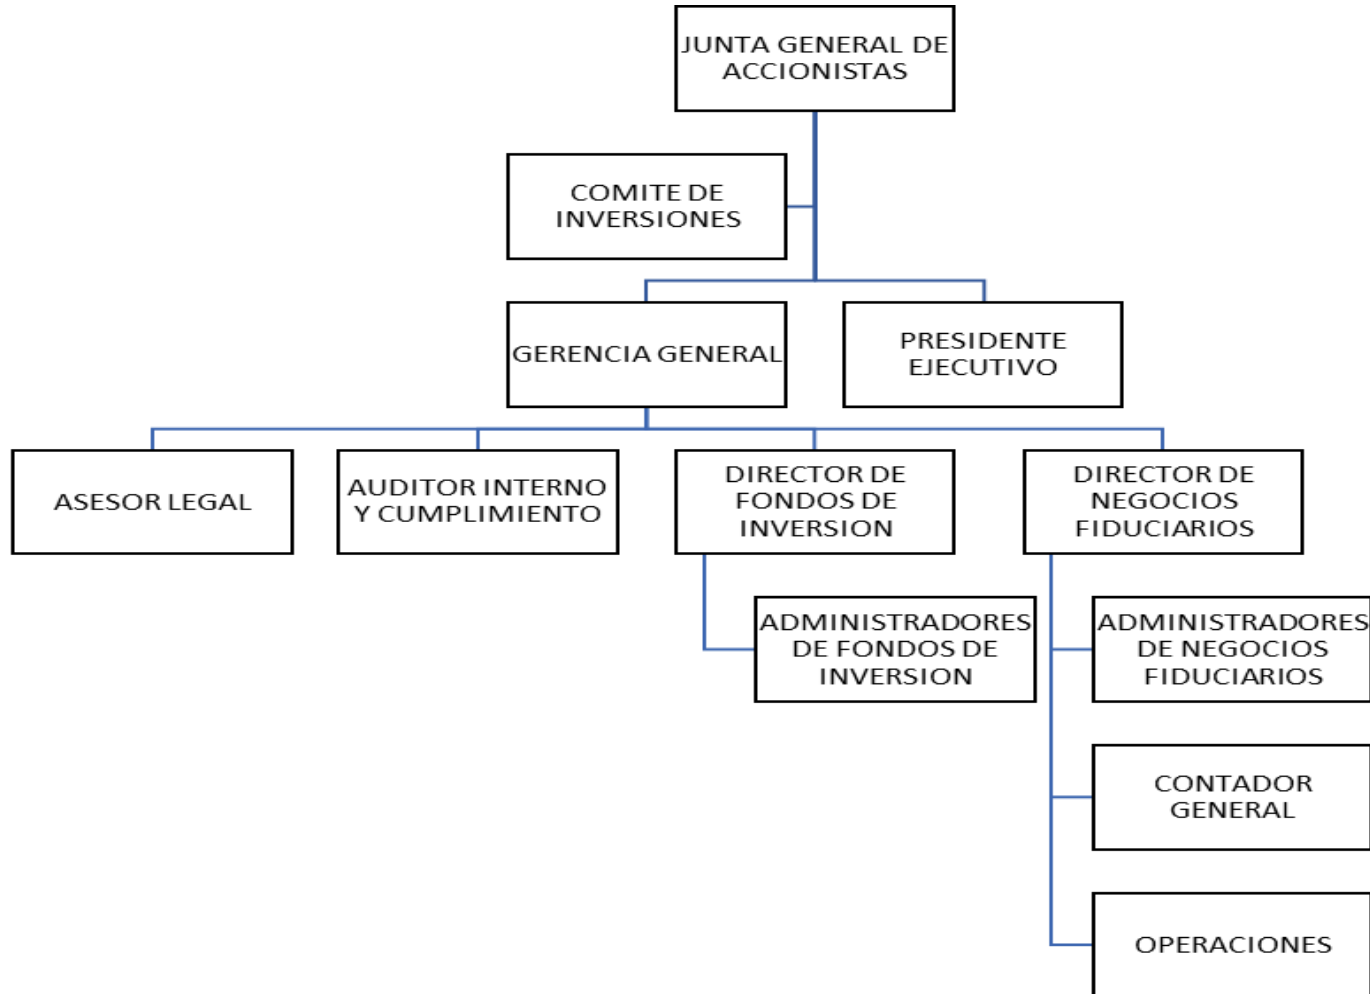 JUNTA GENERAL DE
ACCIONISTAS
COMITE DE
INVERSIONES
GERENCIA GENERAL
PRESIDENTE
EJECUTIVO
ASESOR LEGAL
AUDITOR INTERNO
Y CUMPLIMIENTO
DIRECTOR DE
FONDOS DE
INVERSION
DIRECTOR DE
NEGOCIOS
FIDUCIARIOS
ADMINISTRADORES
DE FONDOS DE
INVERSION
ADMINISTRADORES
DE NEGOCIOS
FIDUCIARIOS
CONTADOR
GENERAL
OPERACIONES